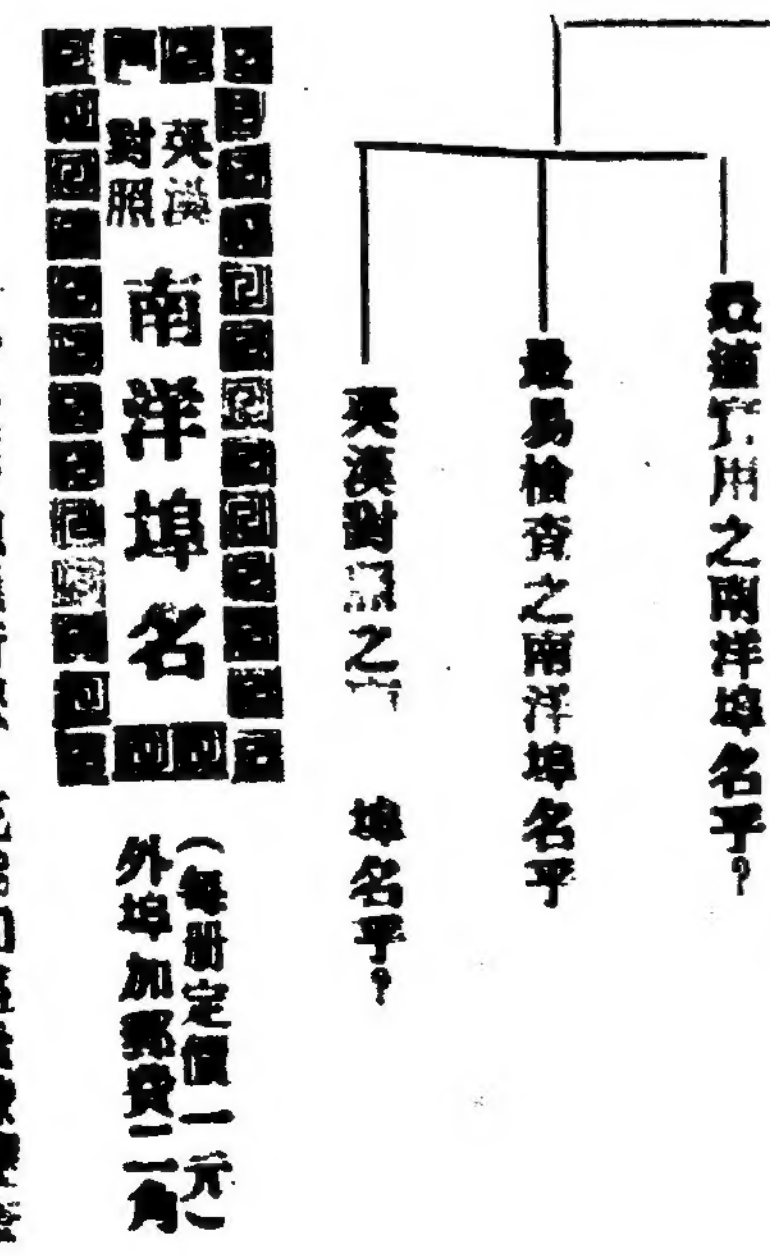 最適實用之南洋埠名乎?
最易檢查之南洋埠名乎
英漢對照之 埠名乎?
英漢
對照
南洋埠名
(每册定價一元)
外埠加郵費二角